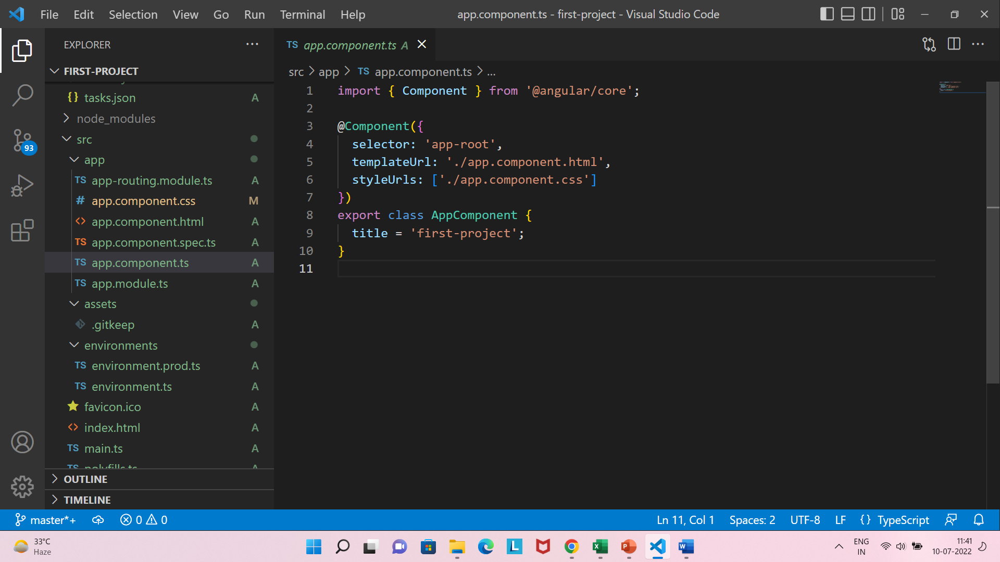 File Edit Selection View Go Run Terminal Help
app.component.ts - first-project - Visual Studio Code
EXPLORER
FIRST-PROJECT
{} tasks.json A
node_modules
src
app
TS app-routing.module.ts A
# app.component.css M
<> app.component.html A
TS app.component.spec.ts A
TS app.component.ts A
TS app.module.ts A
assets
.gitkeep A
environments
TS environment.prod.ts A
TS environment.ts A
favicon.ico A
<> index.html A
TS main.ts A
TS polyfills.ts A
OUTLINE
TIMELINE
93
TS app.component.ts A
src > app > TS app.component.ts > ...
1 import { Component } from '@angular/core';
2
3 @Component({
4 selector: 'app-root',
5 templateUrl: './app.component.html',
6 styleUrls: ['./app.component.css']
7 })
8 export class AppComponent {
9 title = 'first-project';
10 }
11
master*+ 0 0
Ln 11, Col 1 Spaces: 2 UTF-8 LF {} TypeScript
33°C
Haze
ENG
IN
11:41
10-07-2022